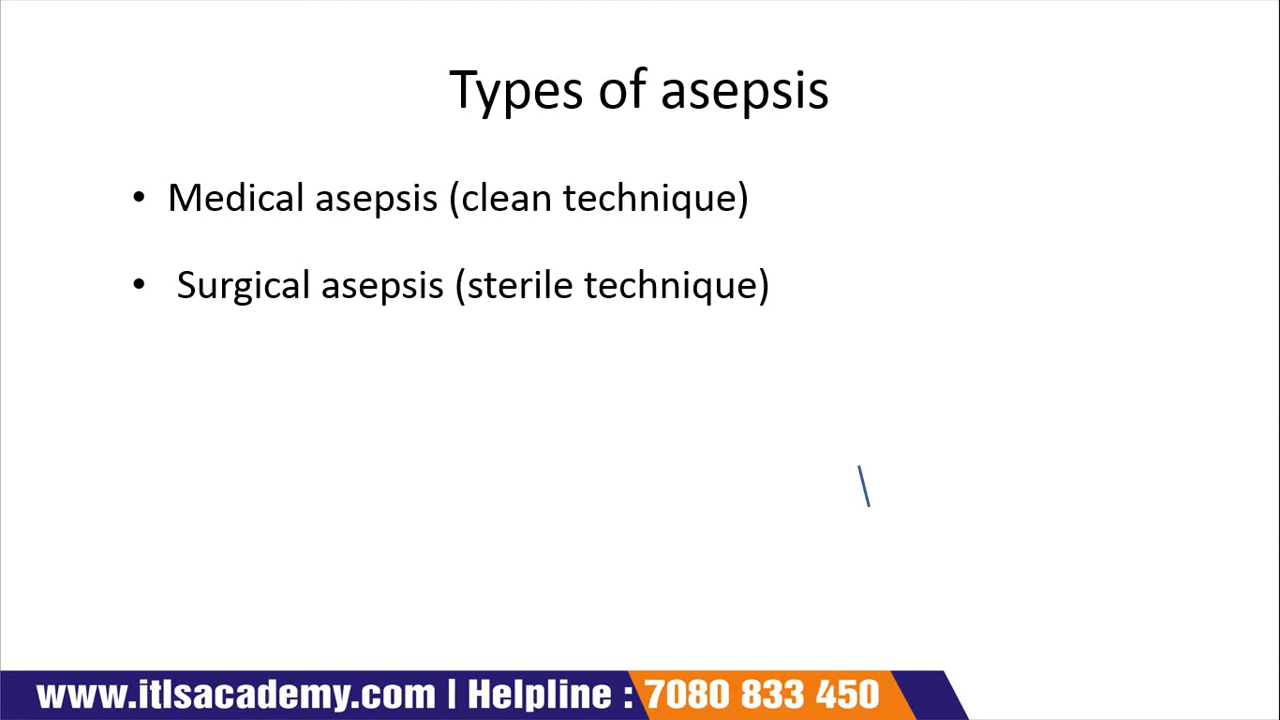 Types of asepsis
• Medical asepsis (clean technique)
• Surgical asepsis (sterile technique)
www.itlsacademy.com | Helpline : 7080 833 450